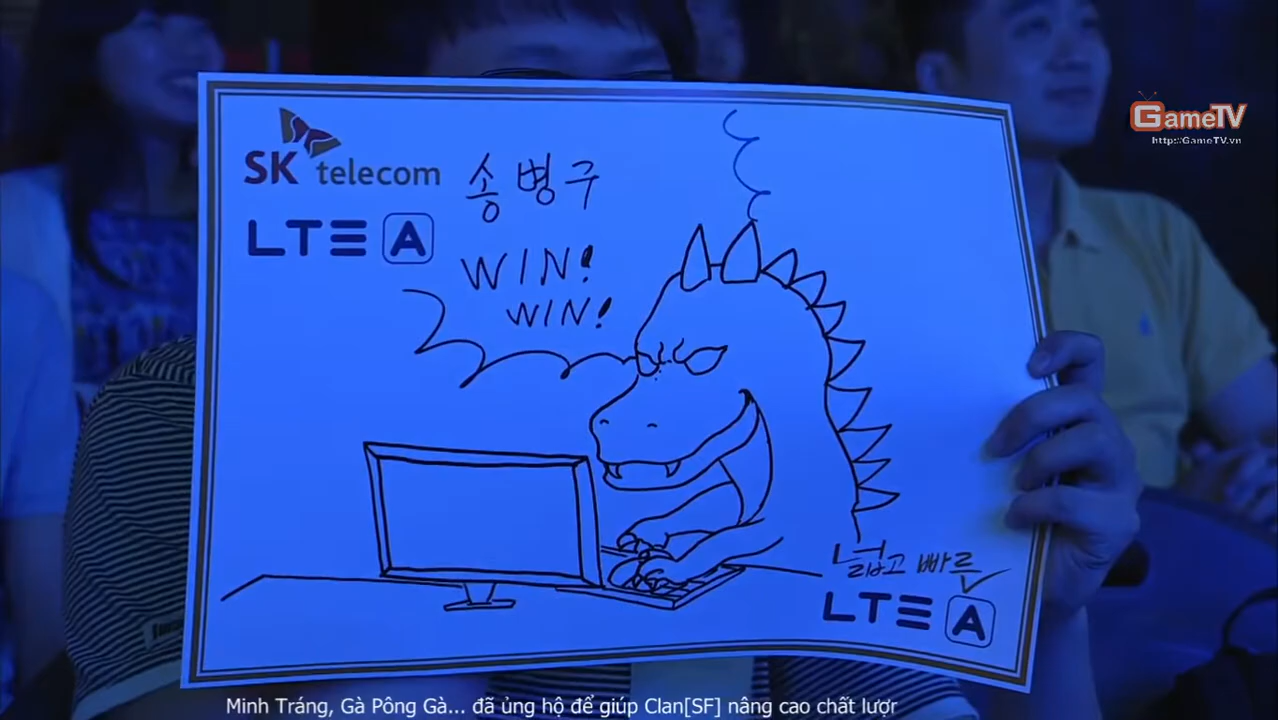 SK telecom
LTE A
송병구
WIN!
WIN!
넓고 빠른
LTE A
GameTV
http://GameTV.vn
Minh Tráng, Gà Pông Gà... đã ủng hộ để giúp Clan[SF] nâng cao chất lượr